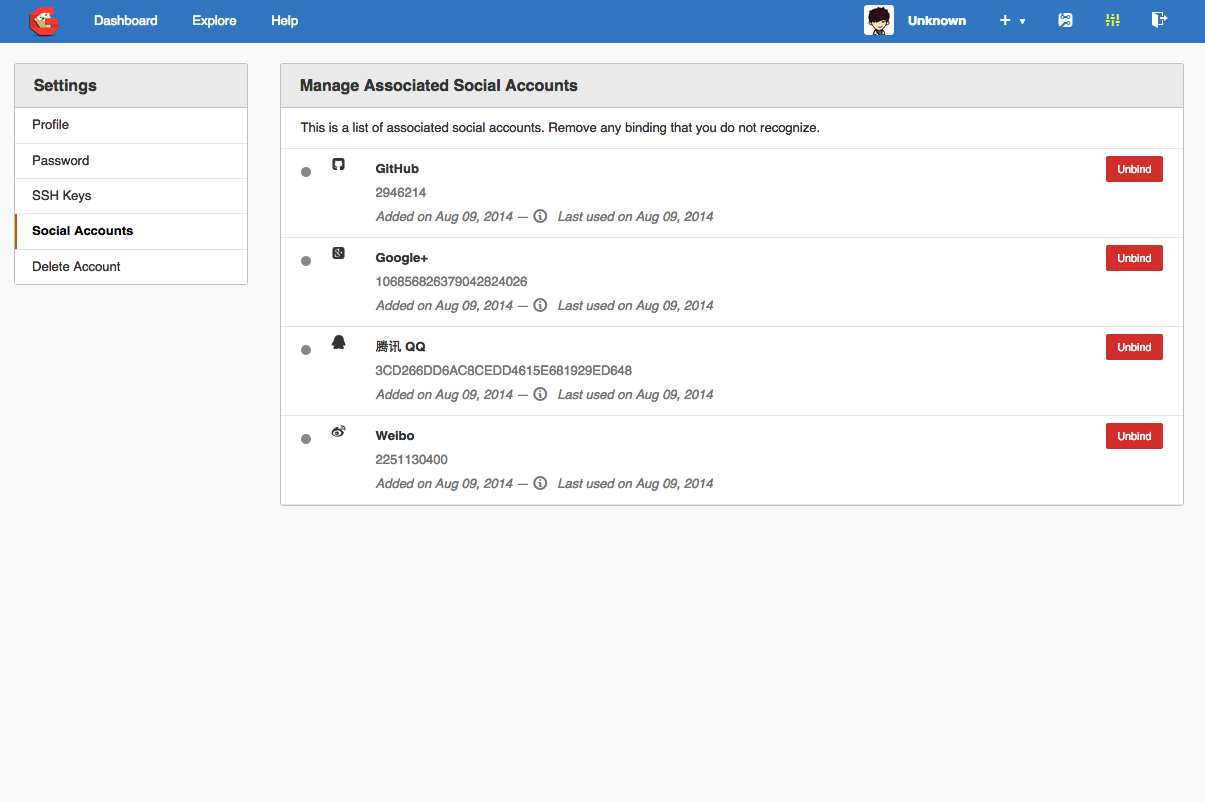 Dashboard Explore Help Unknown
Settings
Profile
Password
SSH Keys
Social Accounts
Delete Account
Manage Associated Social Accounts
This is a list of associated social accounts. Remove any binding that you do not recognize.
GitHub Unbind
2946214
Added on Aug 09, 2014 — Last used on Aug 09, 2014
Google+ Unbind
106856826379042824026
Added on Aug 09, 2014 — Last used on Aug 09, 2014
腾讯 QQ Unbind
3CD266DD6AC8CEDD4615E681929ED648
Added on Aug 09, 2014 — Last used on Aug 09, 2014
Weibo Unbind
2251130400
Added on Aug 09, 2014 — Last used on Aug 09, 2014